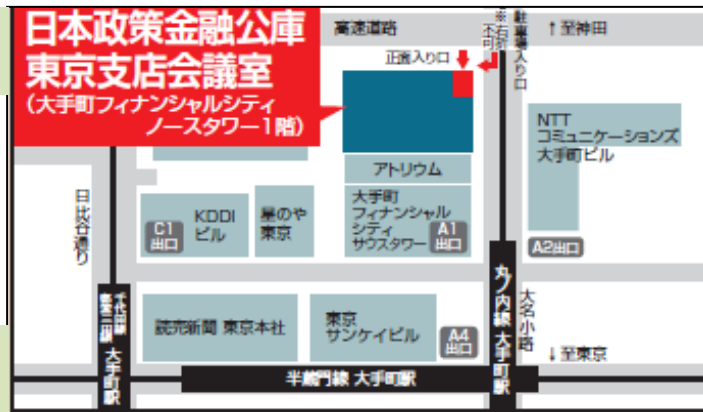 日本政策金融公庫
東京支店会議室
(大手町フィナンシャルシティ
ノースタワー1階)
高速道路
正面入り口
※右折
不可
駐車場入り口
↑至神田
NTT
コミュニケーションズ
大手町ビル
アトリウム
日比谷通り
C1
出口
KDDI
ビル
星のや
東京
大手町
フィナンシャル
シティ
サウスタワー
A1
出口
A2出口
千代田線
都営三田線
大手町駅
読売新聞 東京本社
東京
サンケイビル
A4
出口
丸ノ内線 大手町駅
大名小路
↓至東京
半蔵門線 大手町駅